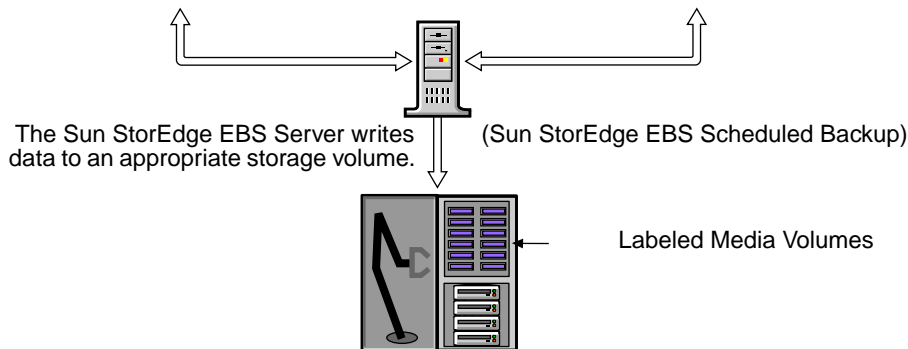 The Sun StorEdge EBS Server writes
data to an appropriate storage volume.
(Sun StorEdge EBS Scheduled Backup)
Labeled Media Volumes